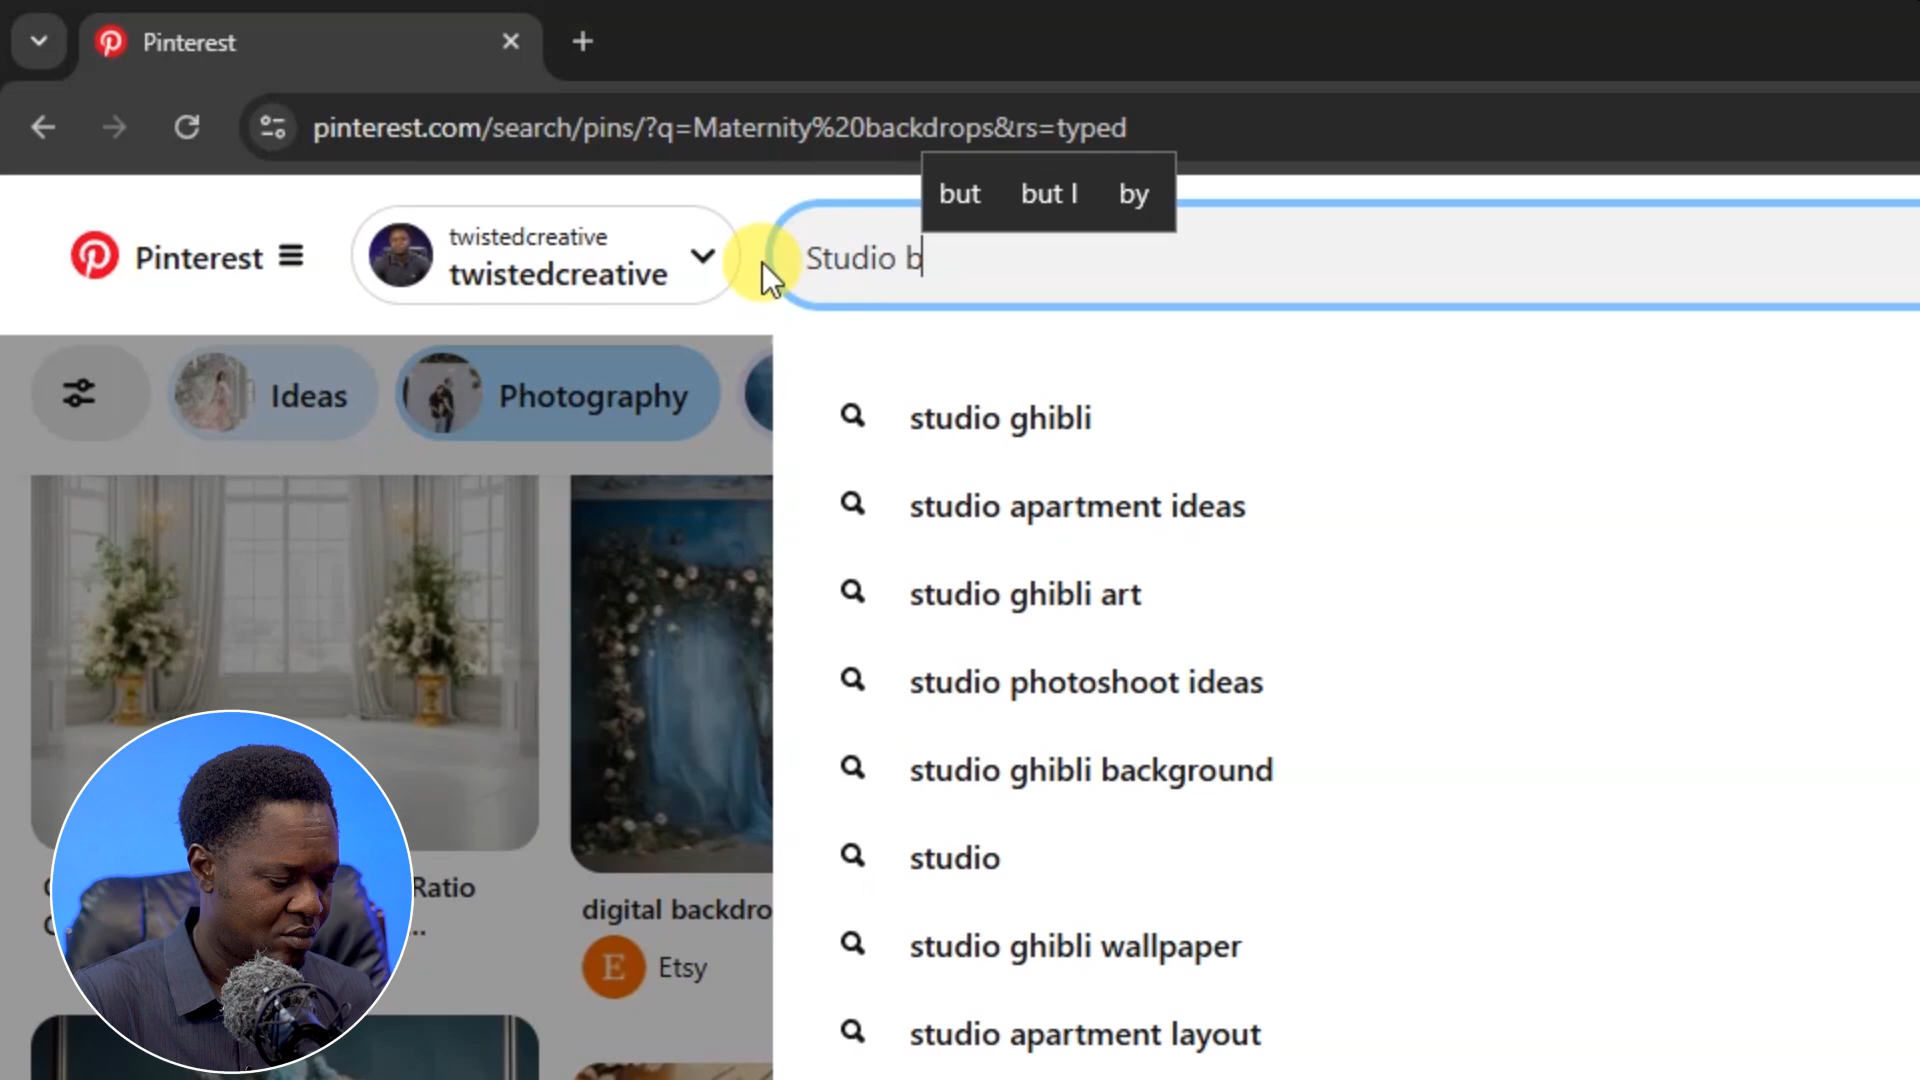 Pinterest
pinterest.com/search/pins/?q=Maternity%20backdrops&rs=typed
but but I by
Pinterest
twistedcreative
twistedcreative
Studio b
Ideas
Photography
studio ghibli
studio apartment ideas
studio ghibli art
studio photoshoot ideas
studio ghibli background
studio
studio ghibli wallpaper
studio apartment layout
Ratio
...
digital backdro
E Etsy